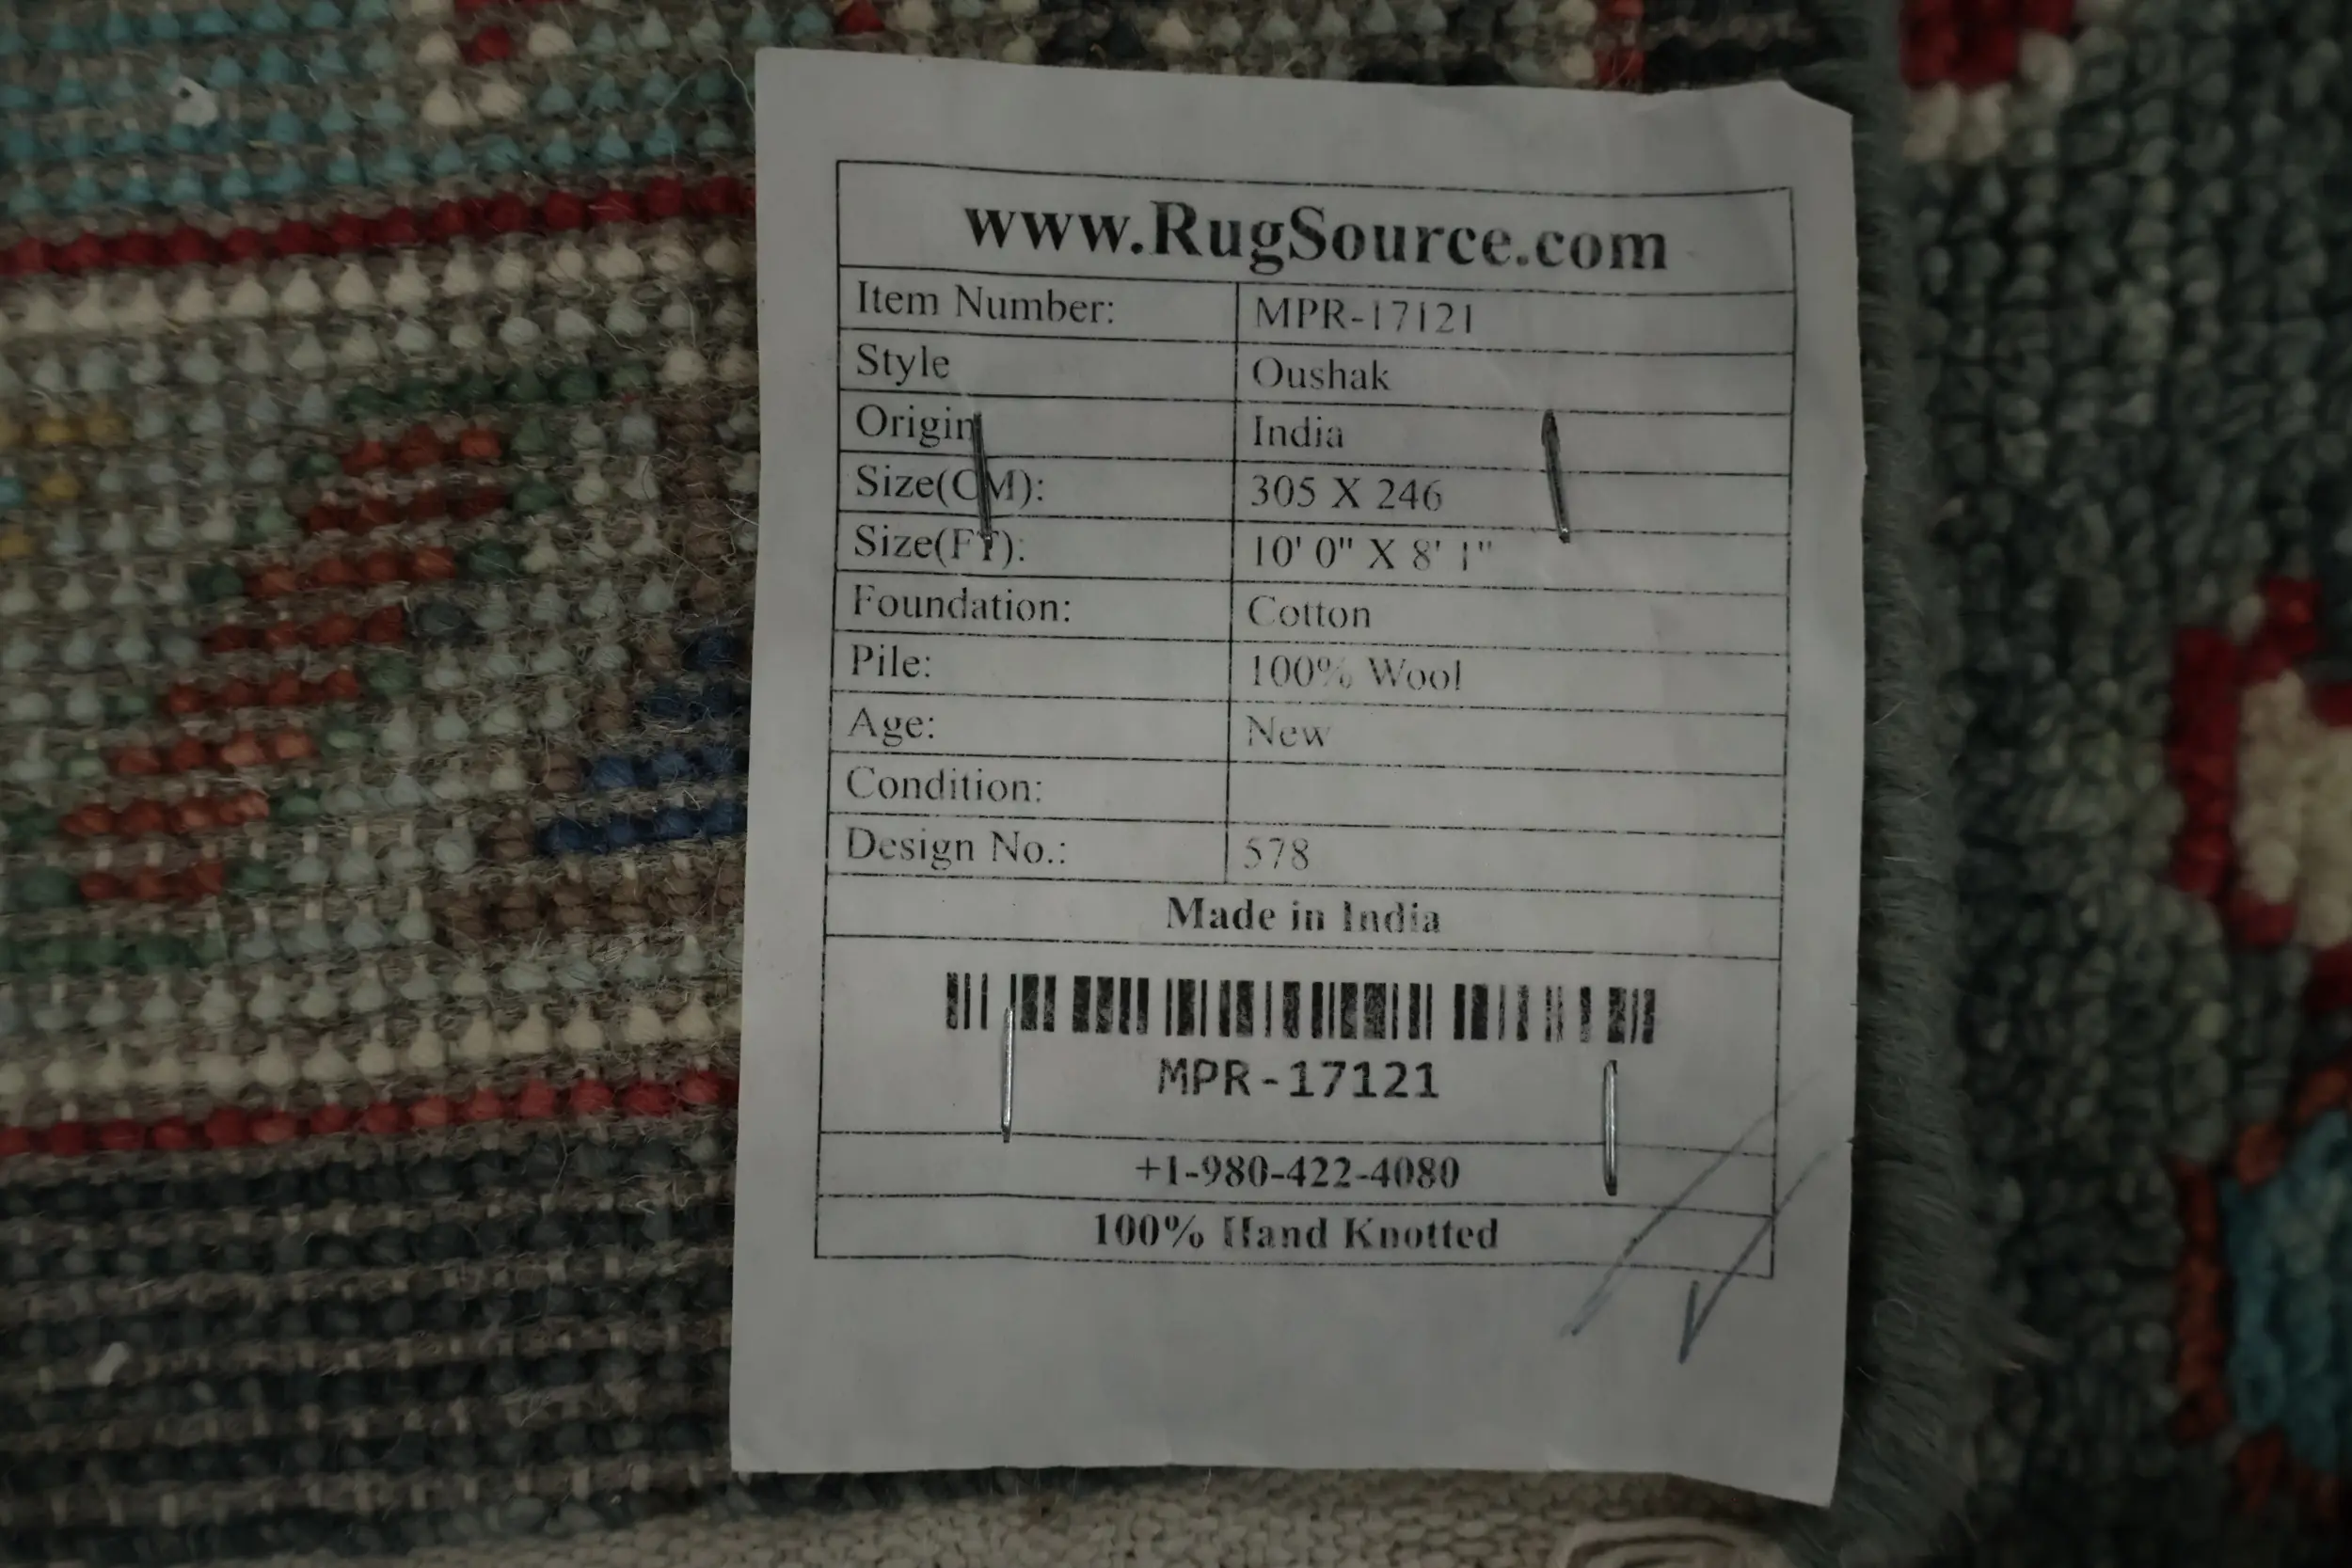 www.RugSource.com
Item Number: MPR-17121
Style Oushak
Origin India
Size(CM): 305 X 246
Size(FT): 10' 0" X 8' 1"
Foundation: Cotton
Pile: 100% Wool
Age: New
Condition:
Design No.: 578
Made in India
MPR-17121
+1-980-422-4080
100% Hand Knotted